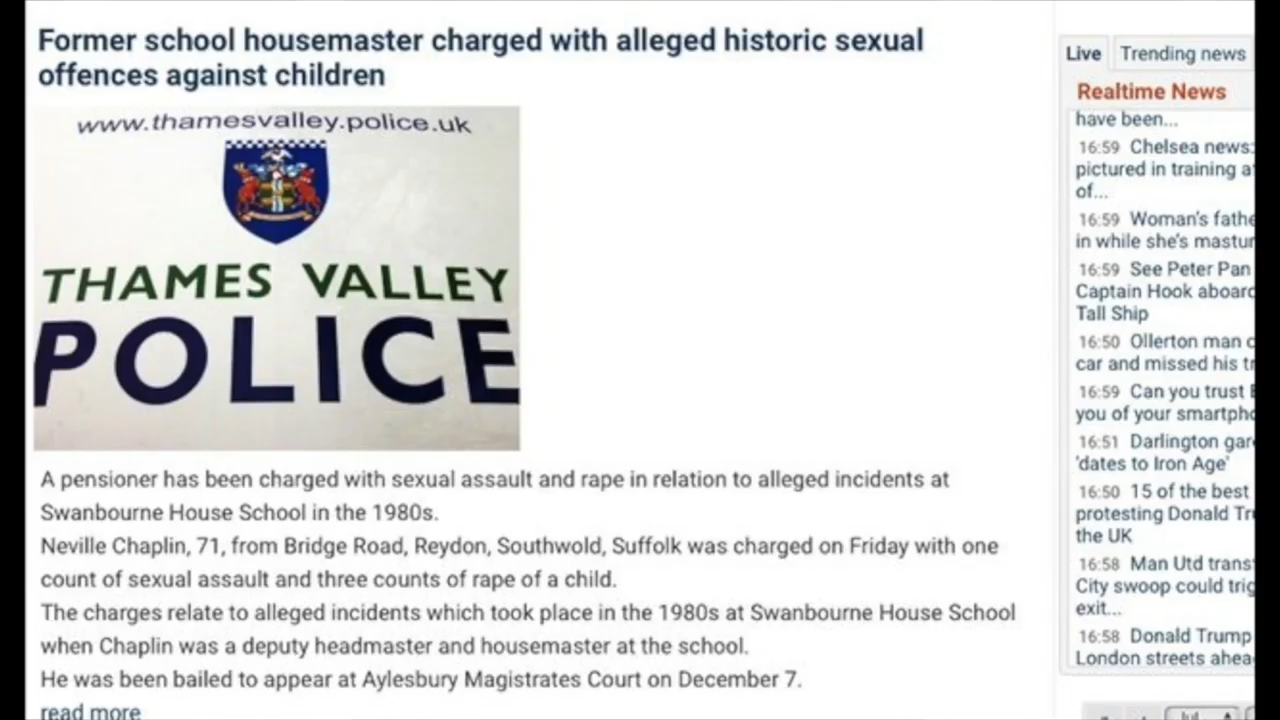 Former school housemaster charged with alleged historic sexual
offences against children
www.thamesvalley.police.uk
THAMES VALLEY
POLICE
A pensioner has been charged with sexual assault and rape in relation to alleged incidents at
Swanbourne House School in the 1980s.
Neville Chaplin, 71, from Bridge Road, Reydon, Southwold, Suffolk was charged on Friday with one
count of sexual assault and three counts of rape of a child.
The charges relate to alleged incidents which took place in the 1980s at Swanbourne House School
when Chaplin was a deputy headmaster and housemaster at the school.
He was been bailed to appear at Aylesbury Magistrates Court on December 7.
read more
Live Trending news
Realtime News
have been...
16:59 Chelsea news:
pictured in training
of...
16:59 Woman's
in while she's
16:59 See Peter Pan
Captain Hook
Tall Ship
16:50 Ollerton man
car and missed his
16:59 Can you trust
you of your
16:51 Darlington
'dates to Iron Age'
16:50 15 of the best
protesting Donald
the UK
16:58 Man Utd
City swoop could
exit...
16:58 Donald Trump
London streets